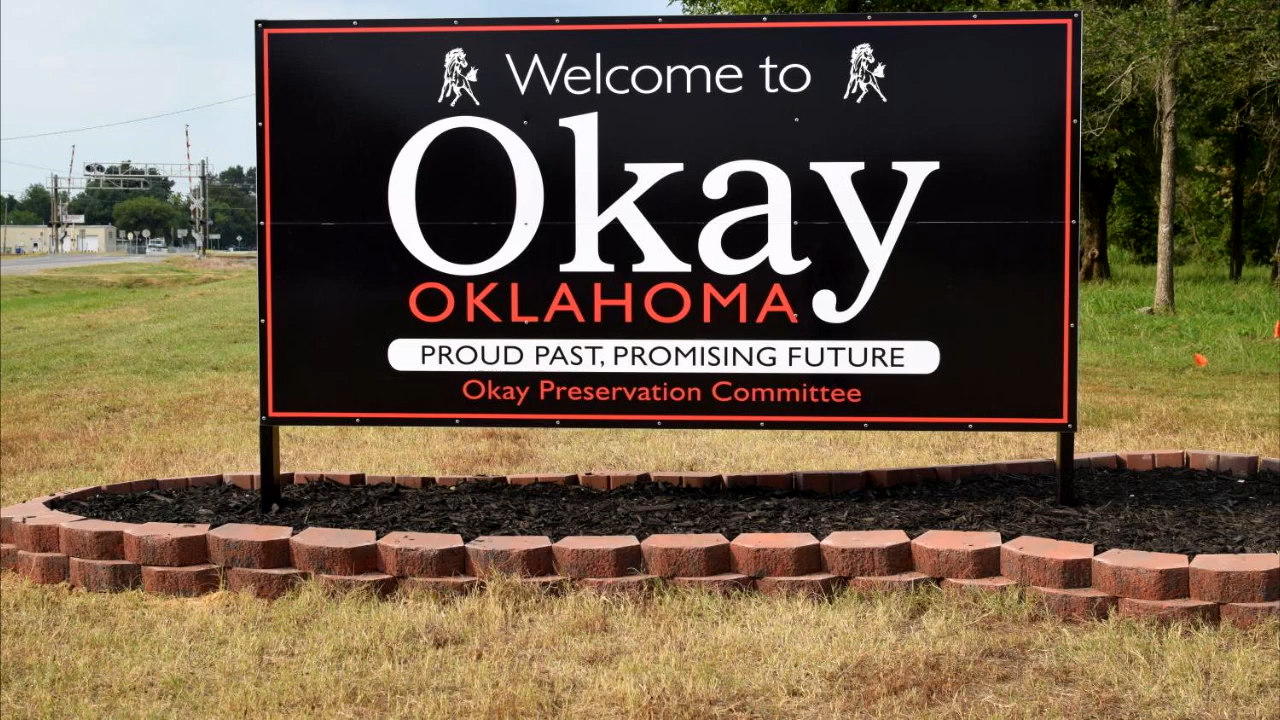 Welcome to
Okay
OKLAHOMA
PROUD PAST, PROMISING FUTURE
Okay Preservation Committee